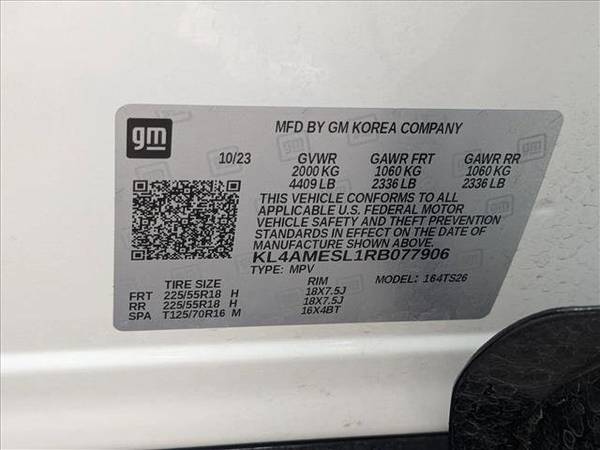 gm
MFD BY GM KOREA COMPANY
10/23 GVWR GAWR FRT GAWR RR
2000 KG 1060 KG 1060 KG
4409 LB 2336 LB 2336 LB
THIS VEHICLE CONFORMS TO ALL
APPLICABLE U.S. FEDERAL MOTOR
VEHICLE SAFETY AND THEFT PREVENTION
STANDARDS IN EFFECT ON THE DATE OF
MANUFACTURE SHOWN ABOVE.
KL4AMESL1RB077906
TYPE: MPV MODEL: 164TS26
TIRE SIZE RIM
FRT 225/55R18 H 18X7.5J
RR 225/55R18 H 18X7.5J
SPA T125/70R16 M 16X4BT